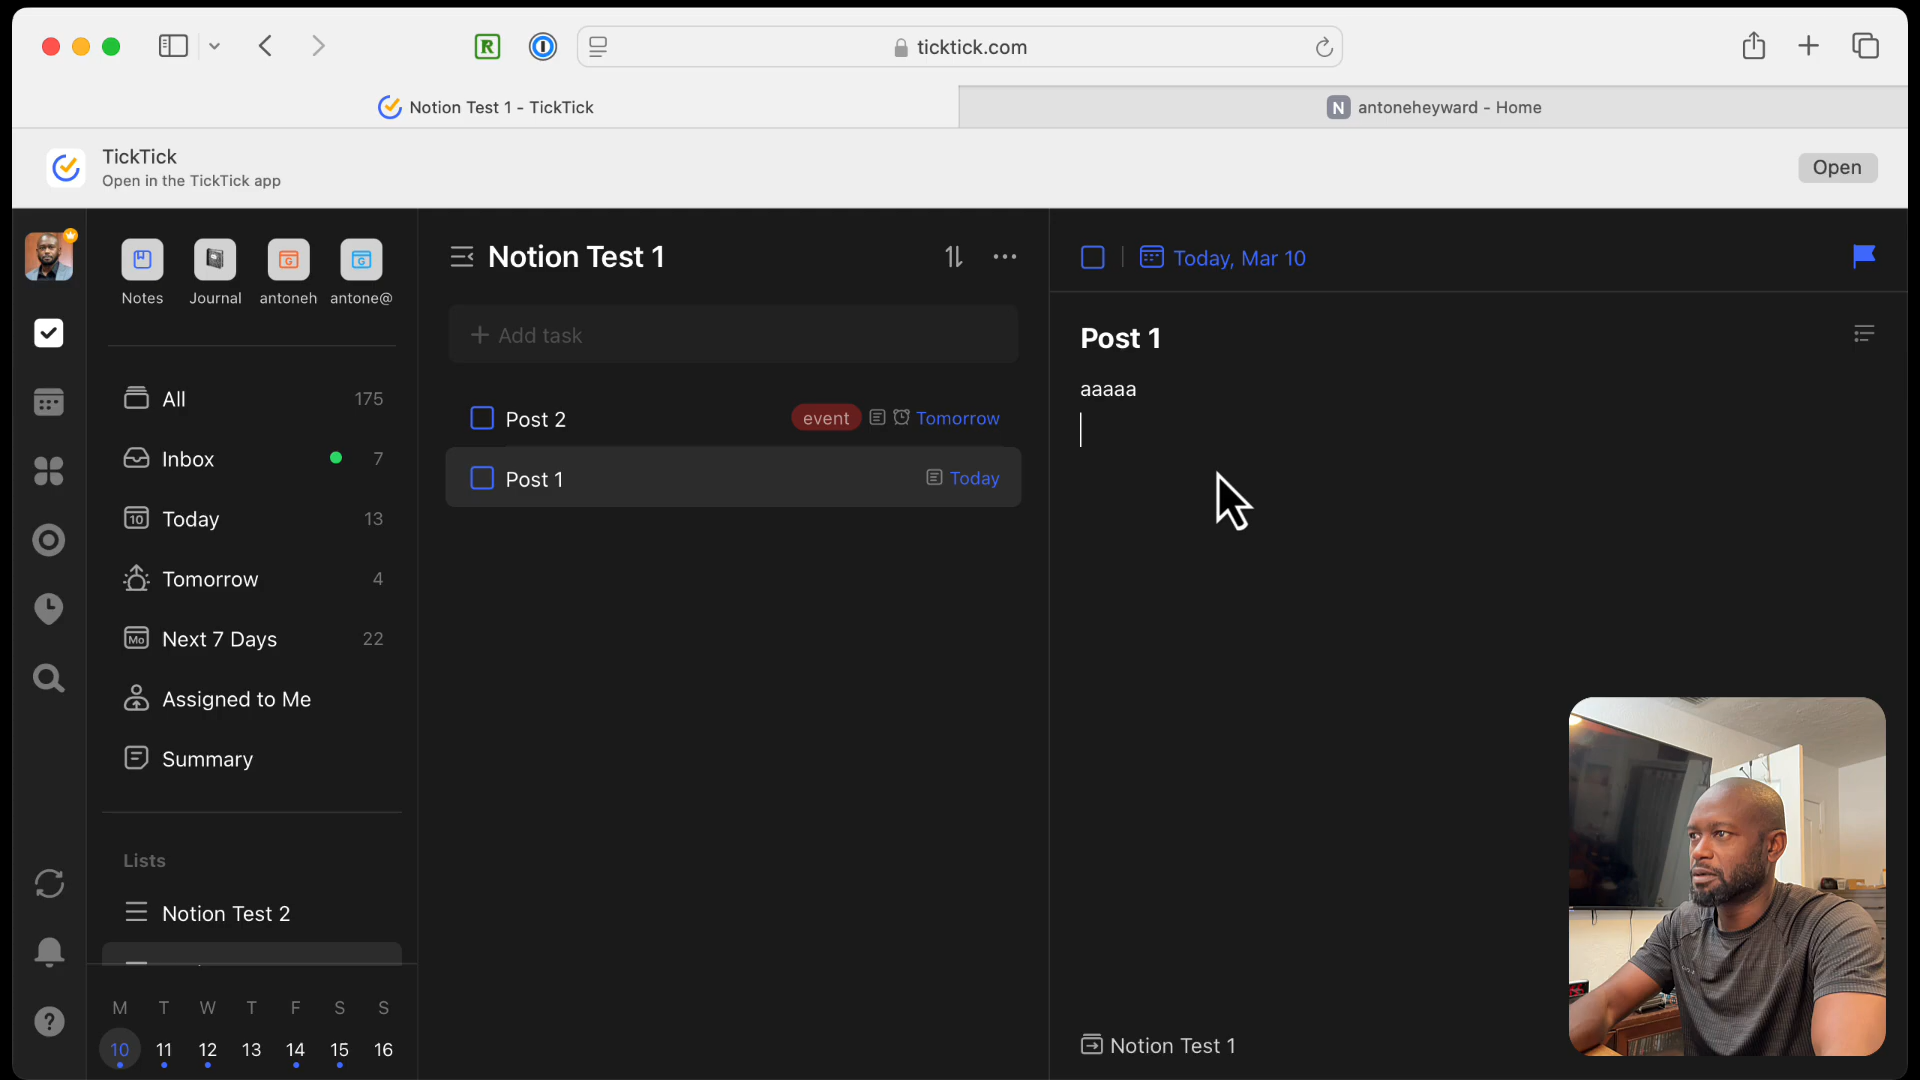 ticktick.com
Notion Test 1 - TickTick
N antoneheyward - Home
TickTick
Open in the TickTick app
Open
Notes
Journal
antoneh
antone@
All 175
Inbox 7
10 Today 13
Tomorrow 4
Mo Next 7 Days 22
Assigned to Me
Summary
Lists
Notion Test 2
M T W T F S S
10 11 12 13 14 15 16
Notion Test 1
+ Add task
Post 2 event Tomorrow
Post 1 Today
Today, Mar 10
Post 1
aaaaa
Notion Test 1